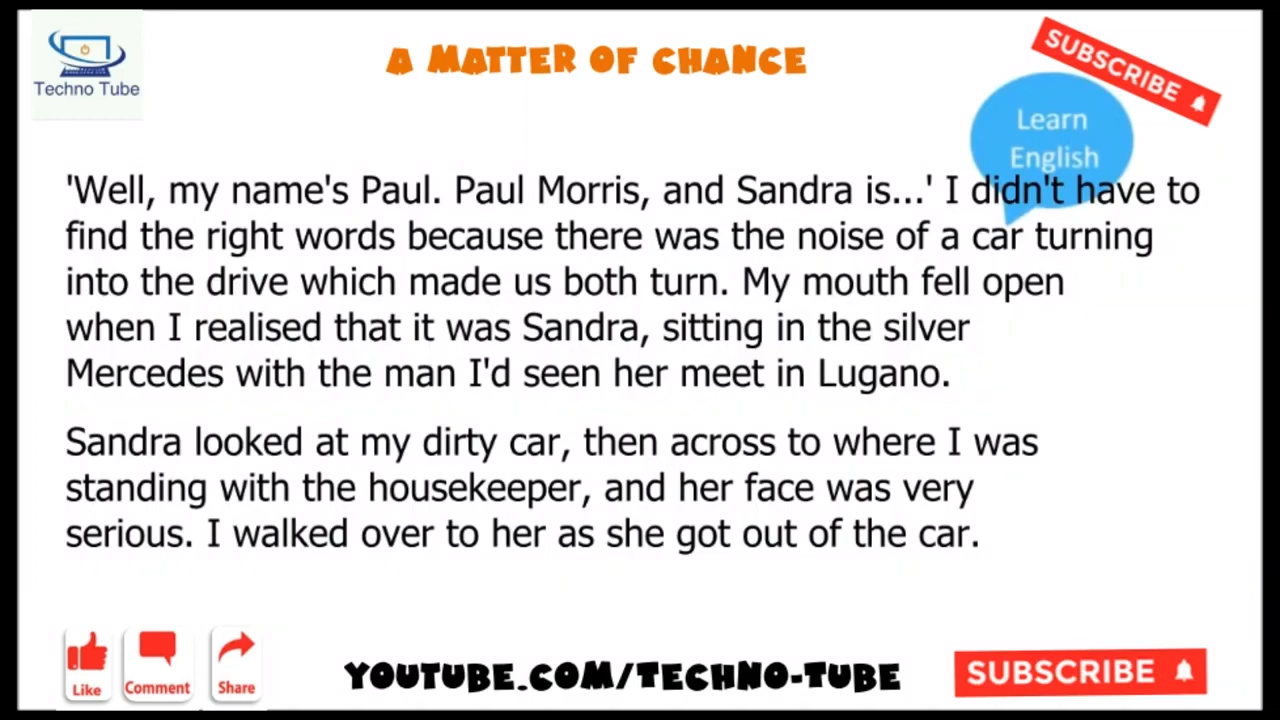 A MATTER OF CHANCE
SUBSCRIBE
Techno Tube
Learn
English
'Well, my name's Paul. Paul Morris, and Sandra is...' I didn't have to
find the right words because there was the noise of a car turning
into the drive which made us both turn. My mouth fell open
when I realised that it was Sandra, sitting in the silver
Mercedes with the man I'd seen her meet in Lugano.
Sandra looked at my dirty car, then across to where I was
standing with the housekeeper, and her face was very
serious. I walked over to her as she got out of the car.
Like
Comment
Share
YOUTUBE.COM/TECHNO-TUBE
SUBSCRIBE